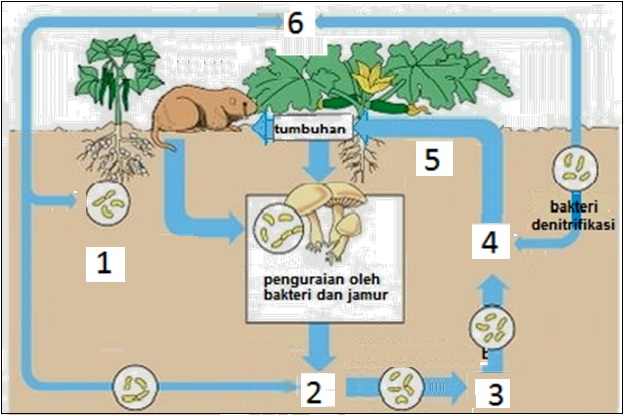 6
tumbuhan
5
bakteri
denitrifikasi
1
4
penguraian oleh
bakteri dan jamur
2
3